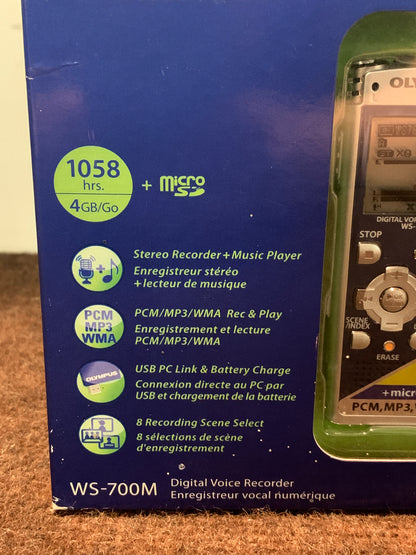 OLY
1058
hrs.
4GB/Go
+ micro
SD
DIGITAL VO
WS-
STOP
Stereo Recorder+Music Player
Enregistreur stéréo
+lecteur de musique
PCM
MP3
WMA
PCM/MP3/WMA Rec & Play
Enregistrement et lecture
PCM/MP3/WMA
SCENE
/INDEX
ERASE
OLYMPUS
USB PC Link & Battery Charge
Connexion directe au PC par
USB et chargement de la batterie
+micr
PCM, MP3,
8 Recording Scene Select
8 sélections de scène
d'enregistrement
WS-700M
Digital Voice Recorder
Enregistreur vocal numérique